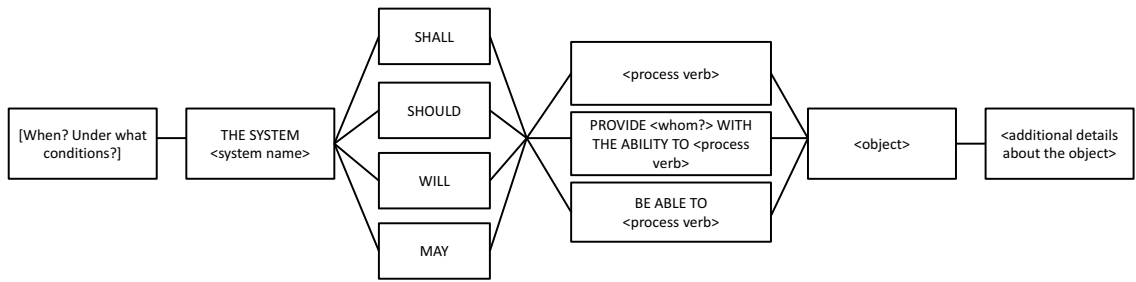 [When? Under what
conditions?]
THE SYSTEM
<system name>
SHALL
SHOULD
WILL
MAY
<process verb>
PROVIDE <whom?> WITH
THE ABILITY TO <process
verb>
BE ABLE TO
<process verb>
<object>
<additional details
about the object>